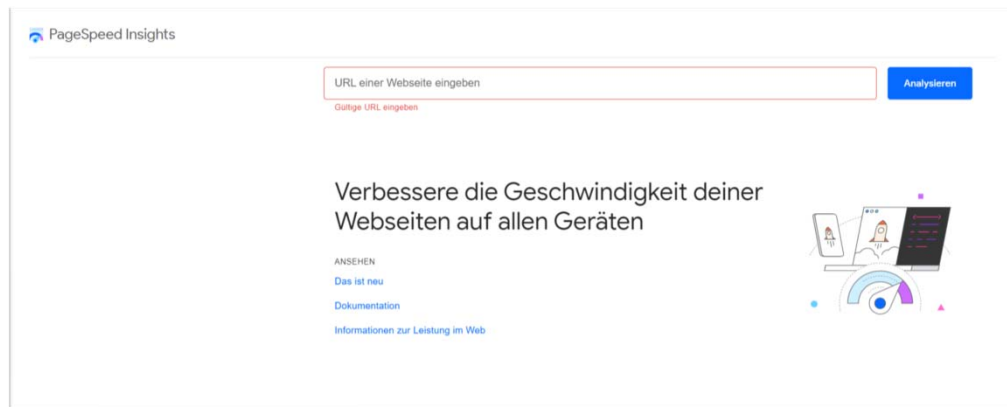 PageSpeed Insights
URL einer Webseite eingeben
Analysieren
Gültige URL eingeben
Verbessere die Geschwindigkeit deiner
Webseiten auf allen Geräten
ANSEHEN
Das ist neu
Dokumentation
Informationen zur Leistung im Web